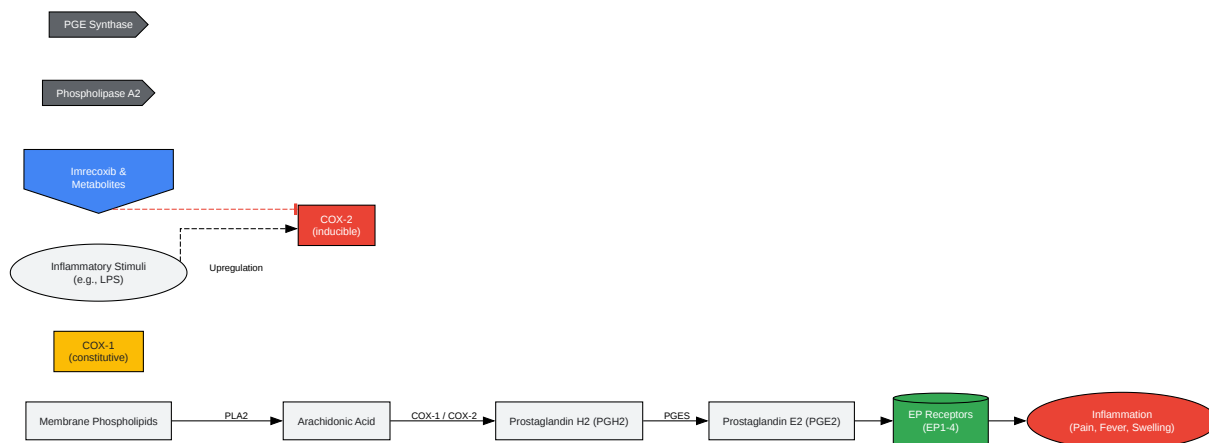 PGE Synthase
Phospholipase A2
Imrecoxib &
Metabolites
COX-2
(inducible)
Inflammatory Stimuli
(e.g., LPS)
Upregulation
COX-1
(constitutive)
Membrane Phospholipids
PLA2
Arachidonic Acid
COX-1 / COX-2
Prostaglandin H2 (PGH2)
PGES
Prostaglandin E2 (PGE2)
EP Receptors
(EP1-4)
Inflammation
(Pain, Fever, Swelling)